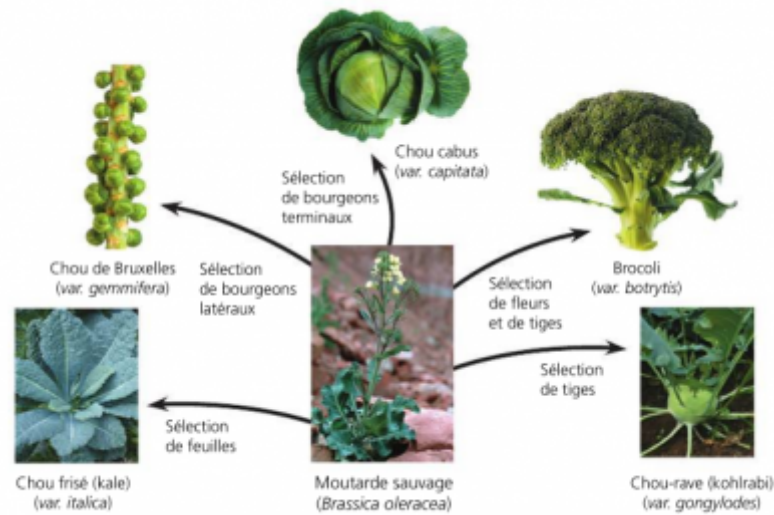 Chou cabus
(var. capitata)
Sélection
de bourgeons
terminaux
Chou de Bruxelles
(var. gemmifera)
Sélection
de bourgeons
latéraux
Brocoli
(var. botrytis)
Sélection
de fleurs
et de tiges
Sélection
de tiges
Sélection
de feuilles
Chou frisé (kale)
(var. italica)
Moutarde sauvage
(Brassica oleracea)
Chou-rave (kohlrabi)
(var. gongylodes)